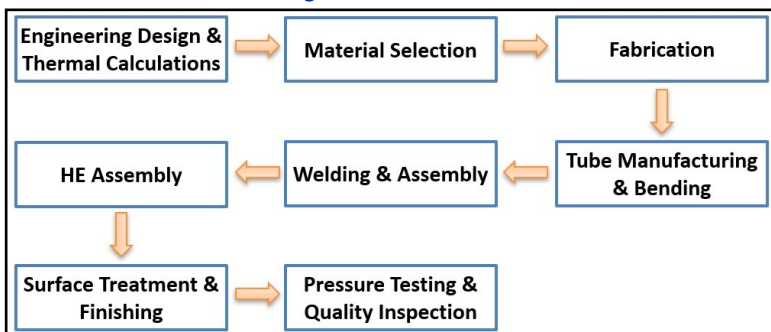 Engineering Design &
Thermal Calculations
Material Selection
Fabrication
Tube Manufacturing
& Bending
Welding & Assembly
HE Assembly
Surface Treatment &
Finishing
Pressure Testing &
Quality Inspection